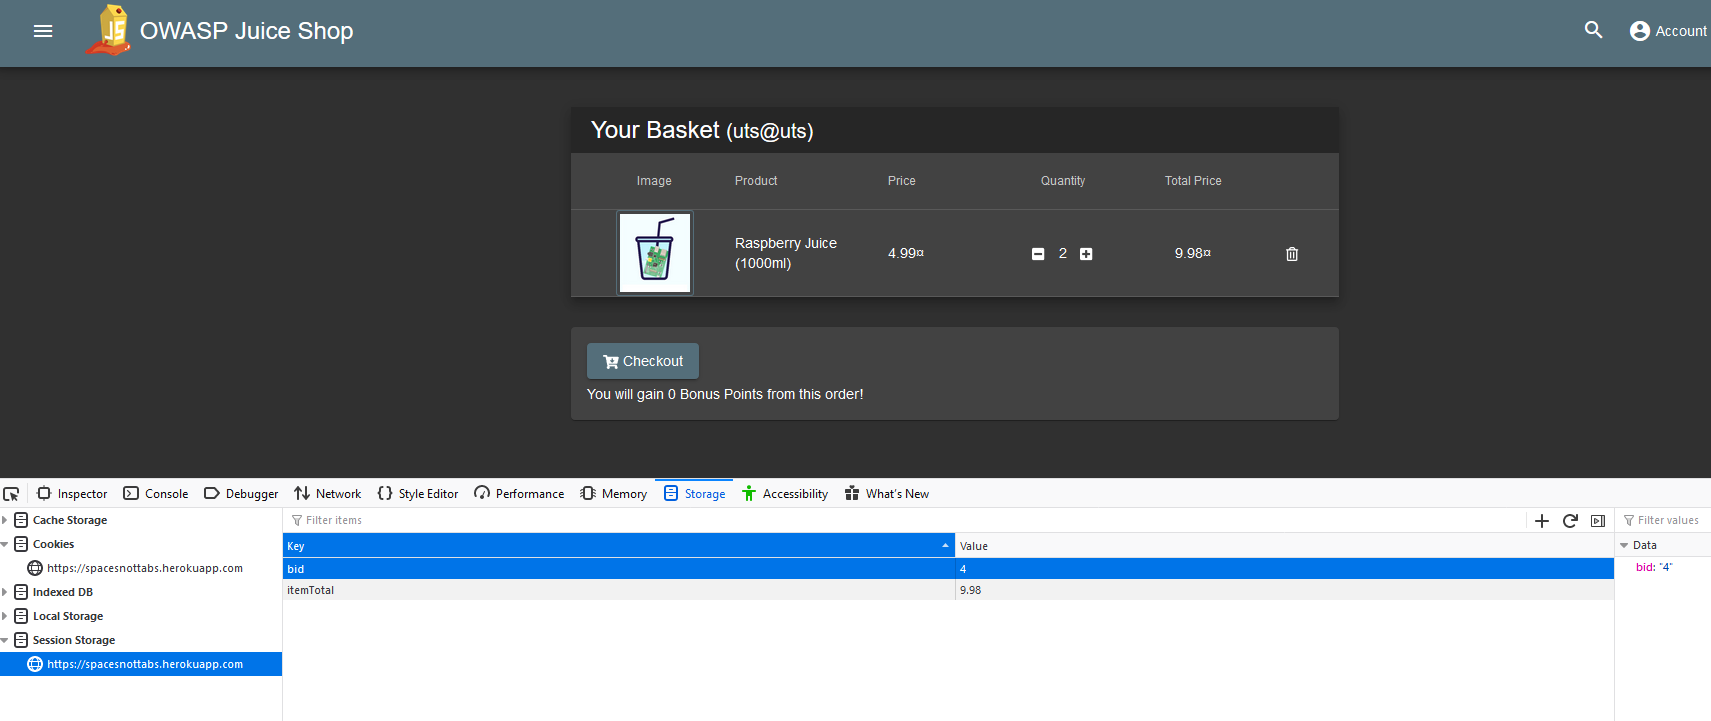 OWASP Juice Shop
Account
Your Basket (uts@uts)
Image Product Price Quantity Total Price
Raspberry Juice
(1000ml)
4.99¤ 2 9.98¤
Checkout
You will gain 0 Bonus Points from this order!
Inspector Console Debugger Network Style Editor Performance Memory Storage Accessibility What's New
Cache Storage
Cookies
https://spacesnottabs.herokuapp.com
Indexed DB
Local Storage
Session Storage
https://spacesnottabs.herokuapp.com
Filter items
Key Value
bid 4
itemTotal 9.98
Filter values
Data
bid: "4"